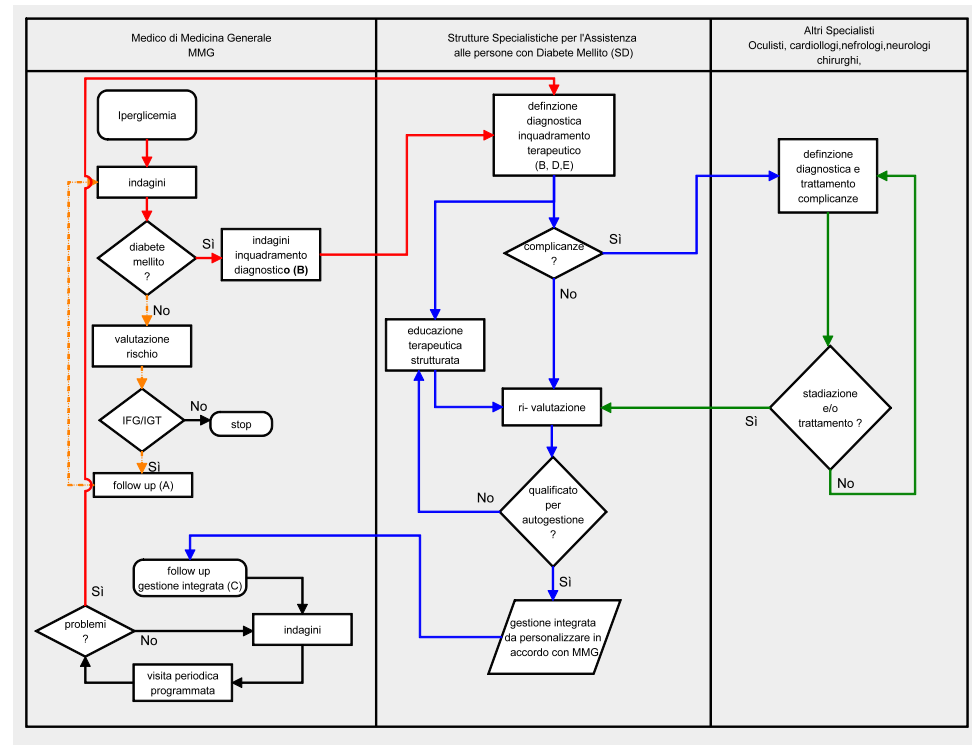 Medico di Medicina Generale
MMG
Strutture Specialistiche per l'Assistenza
alle persone con Diabete Mellito (SD)
Altri Specialisti
Oculisti, cardiollogi,nefrologi,neurologi
chirurghi,
Iperglicemia
indagini
diabete
mellito
?
Sì
No
indagini
inquadramento
diagnostico (B)
valutazione
rischio
IFG/IGT
No
stop
Sì
follow up (A)
follow up
gestione integrata (C)
Sì
problemi
?
No
indagini
visita periodica
programmata
definzione
diagnostica
inquadramento
terapeutico
(B, D,E)
complicanze
?
Sì
No
educazione
terapeutica
strutturata
ri- valutazione
qualificato
per
autogestione
?
No
Sì
gestione integrata
da personalizzare in
accordo con MMG
definzione
diagnostica e
trattamento
complicanze
stadiazione
e/o
trattamento ?
Sì
No